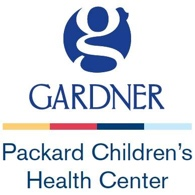 g
GARDNER
Packard Children's
Health Center